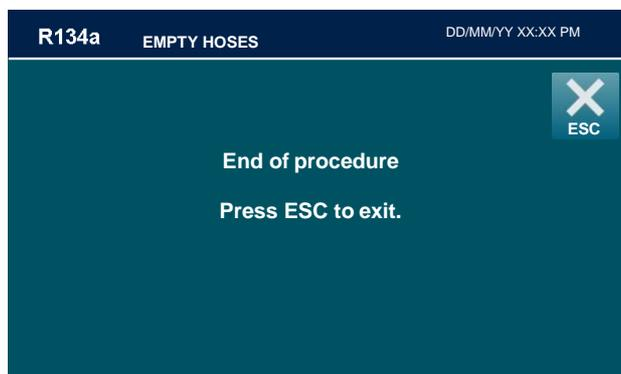 R134a EMPTY HOSES DD/MM/YY XX:XX PM
ESC
End of procedure
Press ESC to exit.